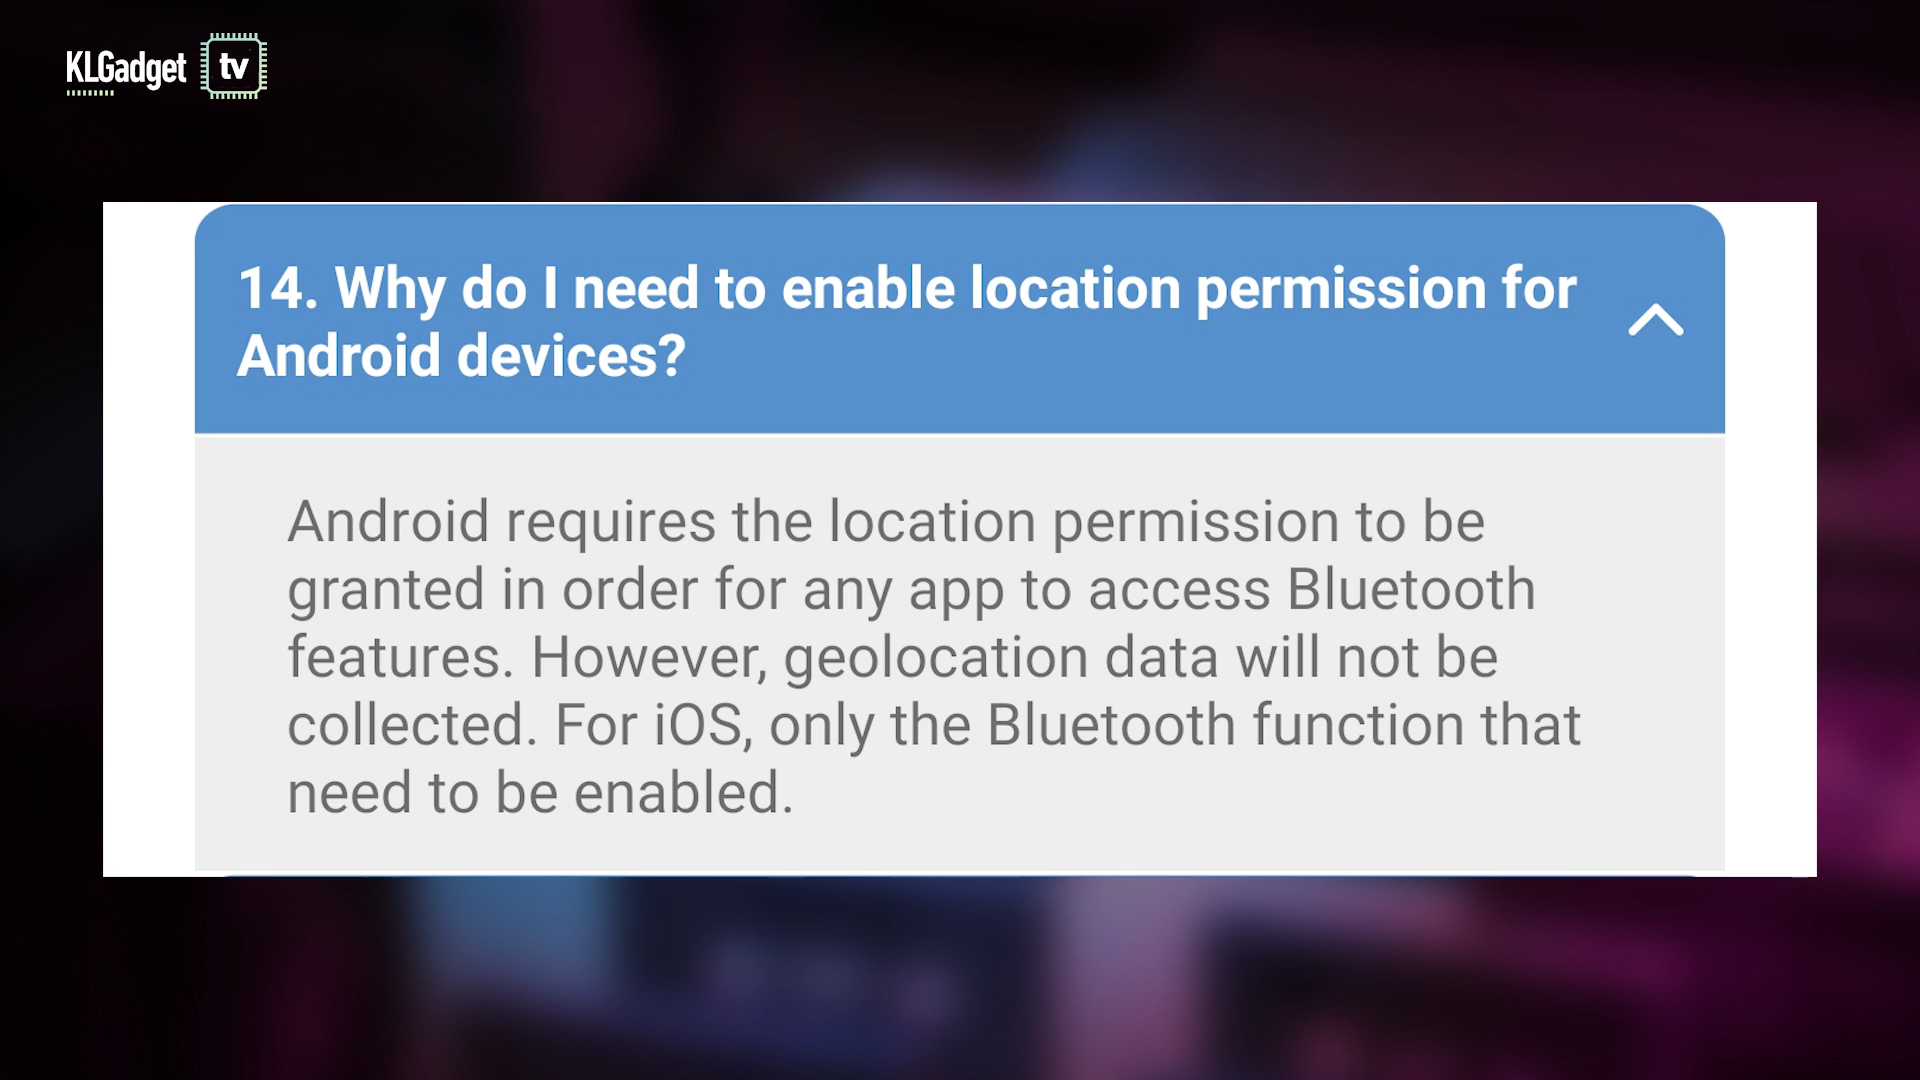 KLGadget tv
14. Why do I need to enable location permission for
Android devices?
Android requires the location permission to be
granted in order for any app to access Bluetooth
features. However, geolocation data will not be
collected. For iOS, only the Bluetooth function that
need to be enabled.